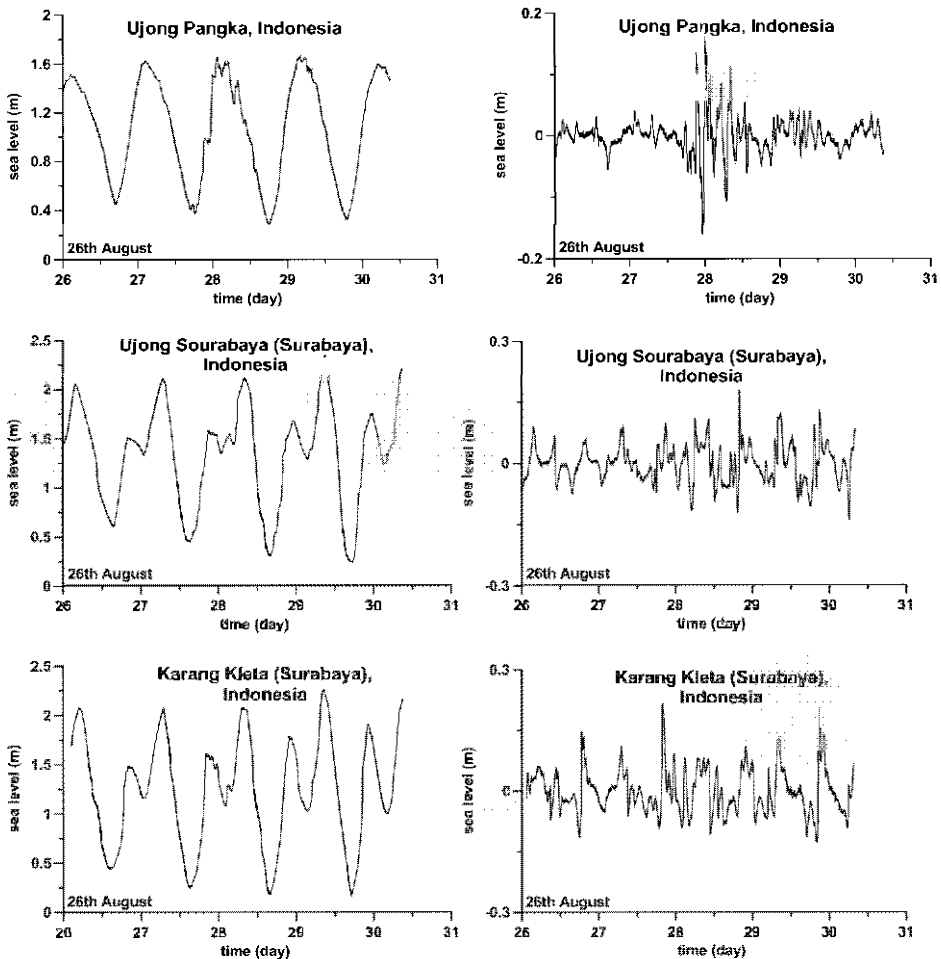 Ujong Pangka, Indonesia
2
1.6
1.2
0.8
0.4
0
sea level (m)
26th August
26 27 28 29 30 31
time (day)
Ujong Pangka, Indonesia
0.2
0
-0.2
sea level (m)
26th August
26 27 28 29 30 31
time (day)
Ujong Sourabaya (Surabaya),
Indonesia
2.5
2
1.5
1
0.5
0
sea level (m)
26th August
26 27 28 29 30 31
time (day)
Ujong Sourabaya (Surabaya),
Indonesia
0.3
0
-0.3
sea level (m)
26th August
26 27 28 29 30 31
time (day)
Karang Kleta (Surabaya),
Indonesia
2.5
2
1.5
1
0.5
0
sea level (m)
26th August
26 27 28 29 30 31
time (day)
Karang Kleta (Surabaya),
Indonesia
0.3
0
-0.3
sea level (m)
26th August
26 27 28 29 30 31
time (day)